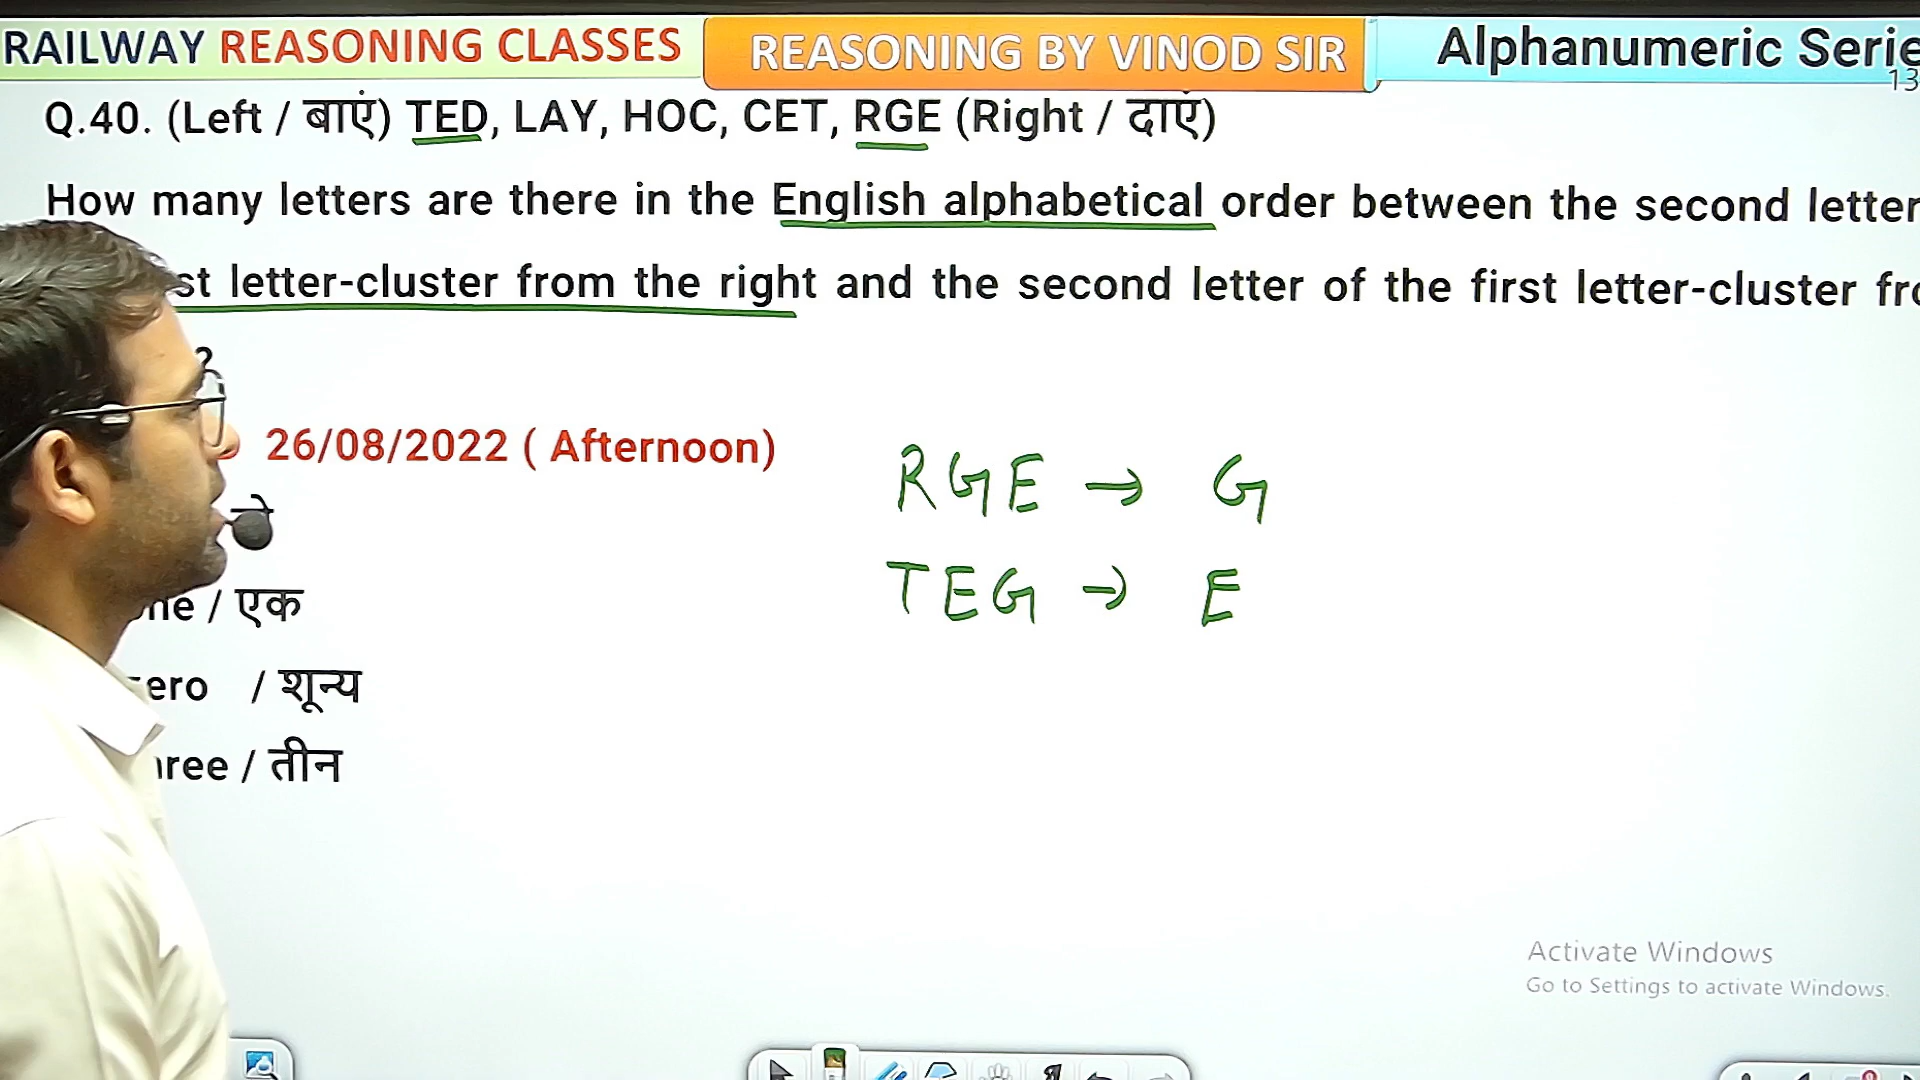 RAILWAY REASONING CLASSES
REASONING BY VINOD SIR
Alphanumeric Serie
13
Q.40. (Left / बाएं) TED, LAY, HOC, CET, RGE (Right / दाएं)
How many letters are there in the English alphabetical order between the second letter
st letter-cluster from the right and the second letter of the first letter-cluster fro
?
26/08/2022 ( Afternoon)
RGE → G
TEG → E
ne / एक
ero / शून्य
ree / तीन
Activate Windows
Go to Settings to activate Windows.